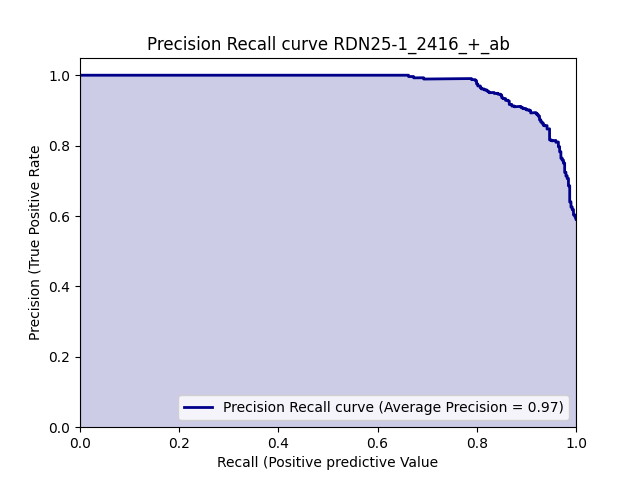 Precision Recall curve RDN25-1_2416_+_ab
Precision (True Positive Rate
1.0
0.8
0.6
0.4
0.2
0.0
Precision Recall curve (Average Precision = 0.97)
0.0 0.2 0.4 0.6 0.8 1.0
Recall (Positive predictive Value